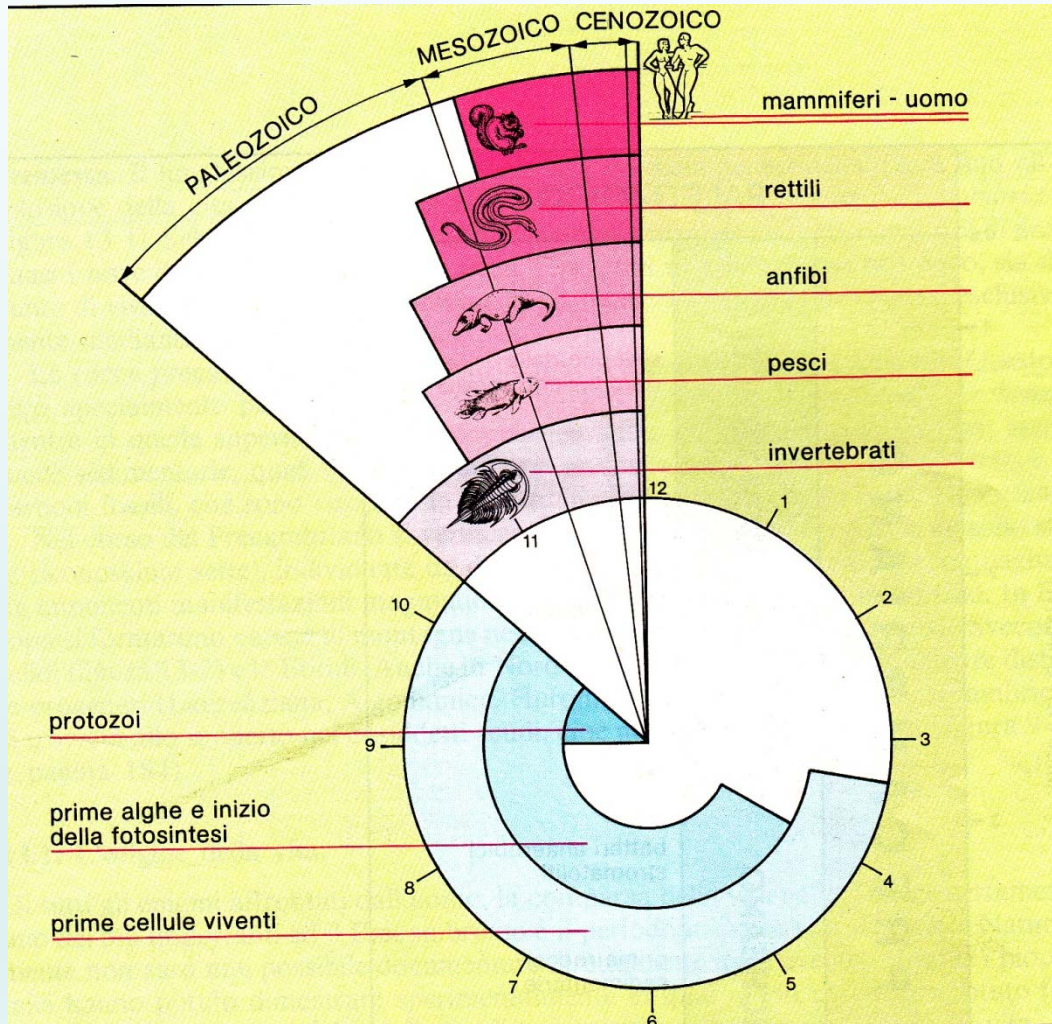 PALEOZOICO
MESOZOICO
CENOZOICO
mammiferi - uomo
rettili
anfibi
pesci
invertebrati
12
1
2
3
4
5
6
7
8
9
10
11
protozoi
prime alghe e inizio
della fotosintesi
prime cellule viventi